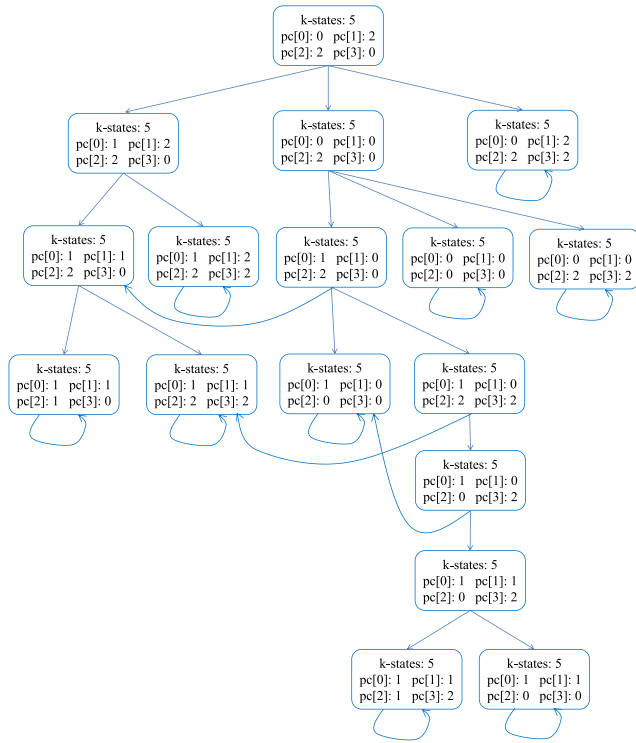 k-states: 5
pc[0]: 0 pc[1]: 2
pc[2]: 2 pc[3]: 0
k-states: 5
pc[0]: 1 pc[1]: 2
pc[2]: 2 pc[3]: 0
k-states: 5
pc[0]: 0 pc[1]: 0
pc[2]: 2 pc[3]: 0
k-states: 5
pc[0]: 0 pc[1]: 2
pc[2]: 2 pc[3]: 2
k-states: 5
pc[0]: 1 pc[1]: 1
pc[2]: 2 pc[3]: 0
k-states: 5
pc[0]: 1 pc[1]: 2
pc[2]: 2 pc[3]: 2
k-states: 5
pc[0]: 1 pc[1]: 0
pc[2]: 2 pc[3]: 0
k-states: 5
pc[0]: 0 pc[1]: 0
pc[2]: 0 pc[3]: 0
k-states: 5
pc[0]: 0 pc[1]: 0
pc[2]: 2 pc[3]: 2
k-states: 5
pc[0]: 1 pc[1]: 1
pc[2]: 1 pc[3]: 0
k-states: 5
pc[0]: 1 pc[1]: 1
pc[2]: 2 pc[3]: 2
k-states: 5
pc[0]: 1 pc[1]: 0
pc[2]: 0 pc[3]: 0
k-states: 5
pc[0]: 1 pc[1]: 0
pc[2]: 2 pc[3]: 2
k-states: 5
pc[0]: 1 pc[1]: 0
pc[2]: 0 pc[3]: 2
k-states: 5
pc[0]: 1 pc[1]: 1
pc[2]: 0 pc[3]: 2
k-states: 5
pc[0]: 1 pc[1]: 1
pc[2]: 1 pc[3]: 2
k-states: 5
pc[0]: 1 pc[1]: 1
pc[2]: 0 pc[3]: 0